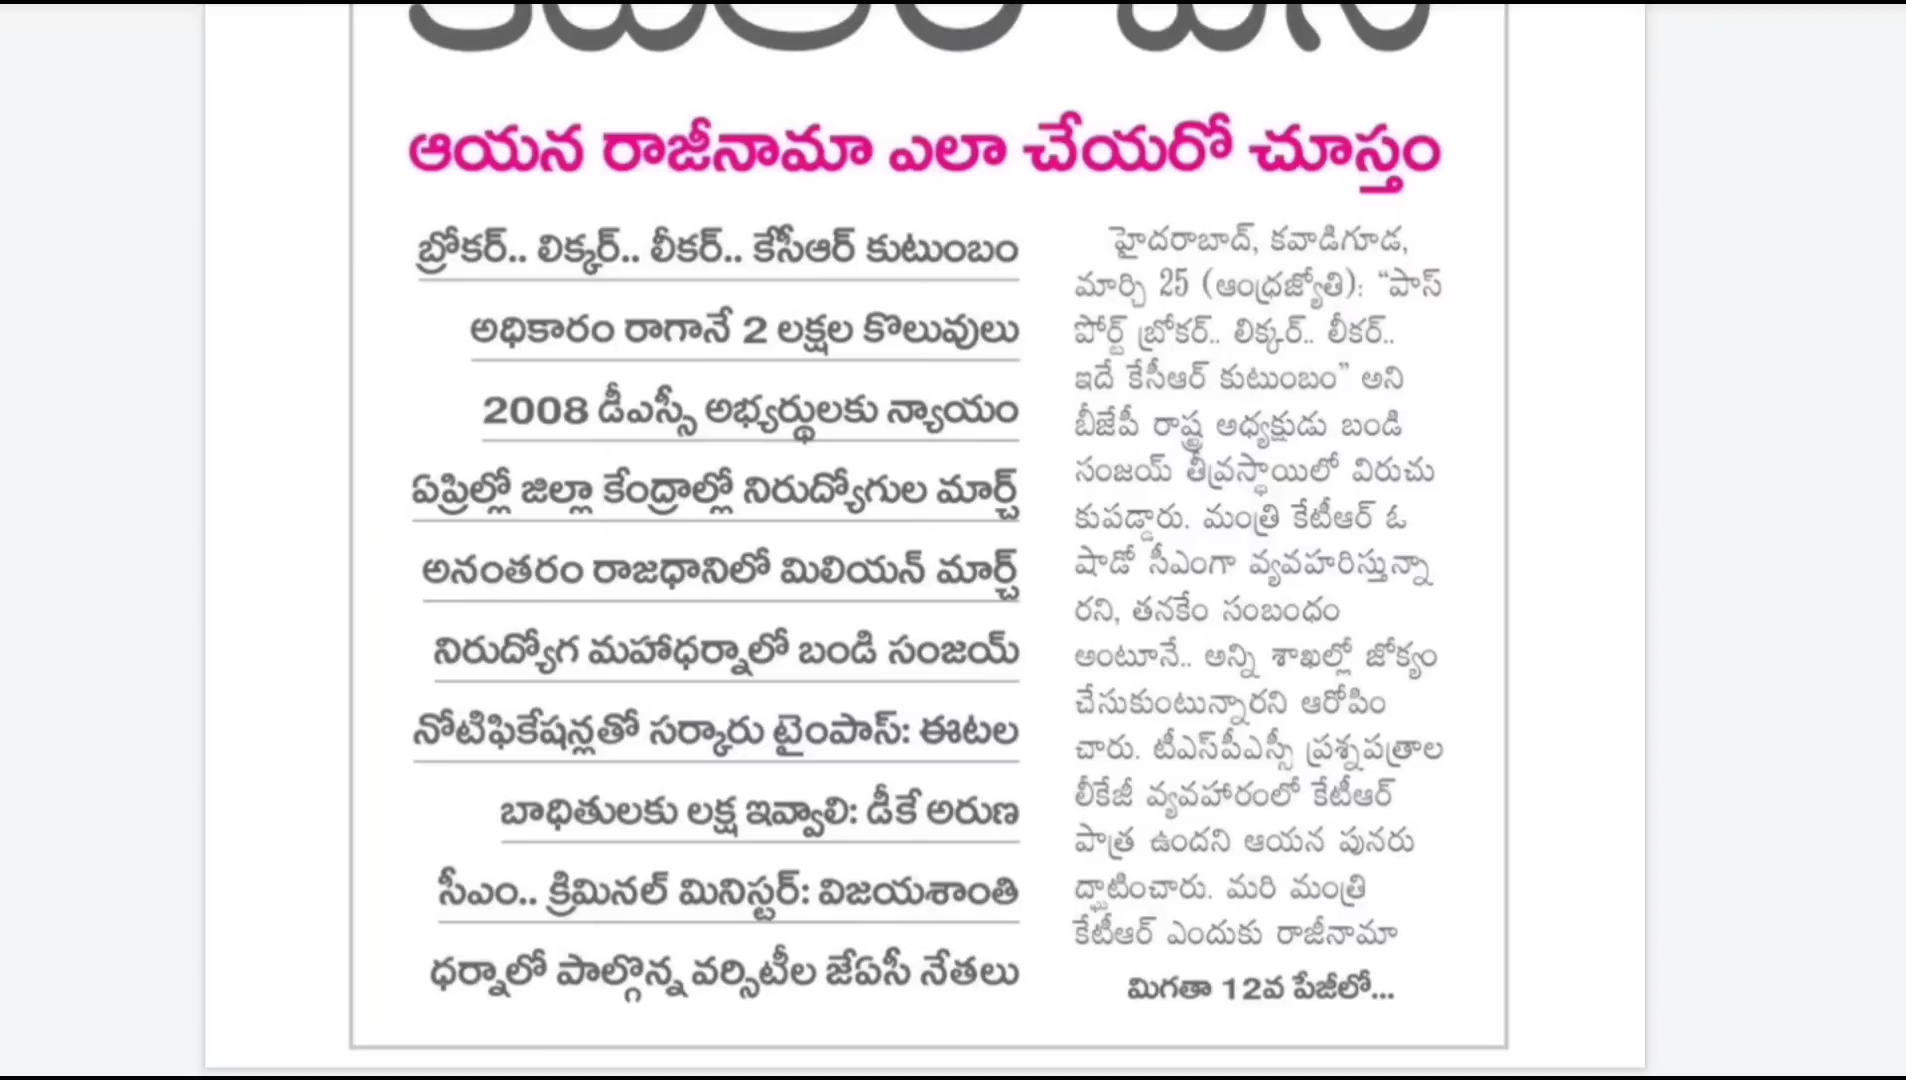 ఆయన రాజీనామా ఎలా చేయరో చూస్తం
బ్రోకర్.. లిక్కర్.. లీకర్.. కేసీఆర్ కుటుంబం
అధికారం రాగానే 2 లక్షల కొలువులు
2008 డీఎస్సీ అభ్యర్థులకు న్యాయం
ఏప్రిల్లో జిల్లా కేంద్రాల్లో నిరుద్యోగుల మార్చ్
అనంతరం రాజధానిలో మిలియన్ మార్చ్
నిరుద్యోగ మహాధర్నాలో బండి సంజయ్
నోటిఫికేషన్లతో సర్కారు టైంపాస్: ఈటల
బాధితులకు లక్ష ఇవ్వాలి: డీకే అరుణ
సీఎం.. క్రిమినల్ మినిస్టర్: విజయశాంతి
ధర్నాలో పాల్గొన్న వర్సిటీల జేఏసీ నేతలు
హైదరాబాద్, కవాడిగూడ,
మార్చి 25 (ఆంధ్రజ్యోతి): “పాస్
పోర్ట్ బ్రోకర్.. లిక్కర్.. లీకర్..
ఇదే కేసీఆర్ కుటుంబం” అని
బీజేపీ రాష్ట్ర అధ్యక్షుడు బండి
సంజయ్ తీవ్రస్థాయిలో విరుచు
కుపడ్డారు. మంత్రి కేటీఆర్ ఓ
షాడో సీఎంగా వ్యవహరిస్తున్నా
రని, తనకేం సంబంధం
అంటూనే.. అన్ని శాఖల్లో జోక్యం
చేసుకుంటున్నారని ఆరోపిం
చారు. టీఎస్‌పీఎస్సీ ప్రశ్నపత్రాల
లీకేజీ వ్యవహారంలో కేటీఆర్
పాత్ర ఉందని ఆయన పునరు
ద్ఘాటించారు. మరి మంత్రి
కేటీఆర్ ఎందుకు రాజీనామా
మిగతా 12వ పేజీలో...